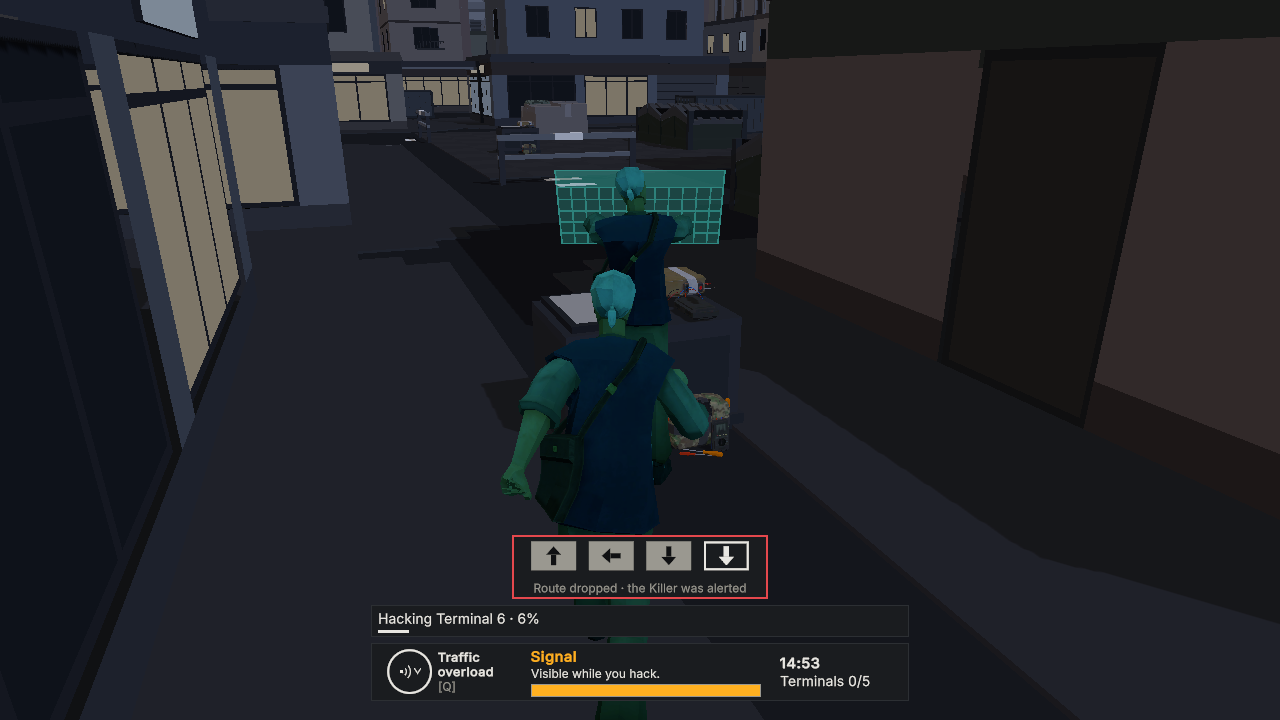 Route dropped · the Killer was alerted
Hacking Terminal 6 · 6%
Traffic
overload
[Q]
Signal
Visible while you hack.
14:53
Terminals 0/5